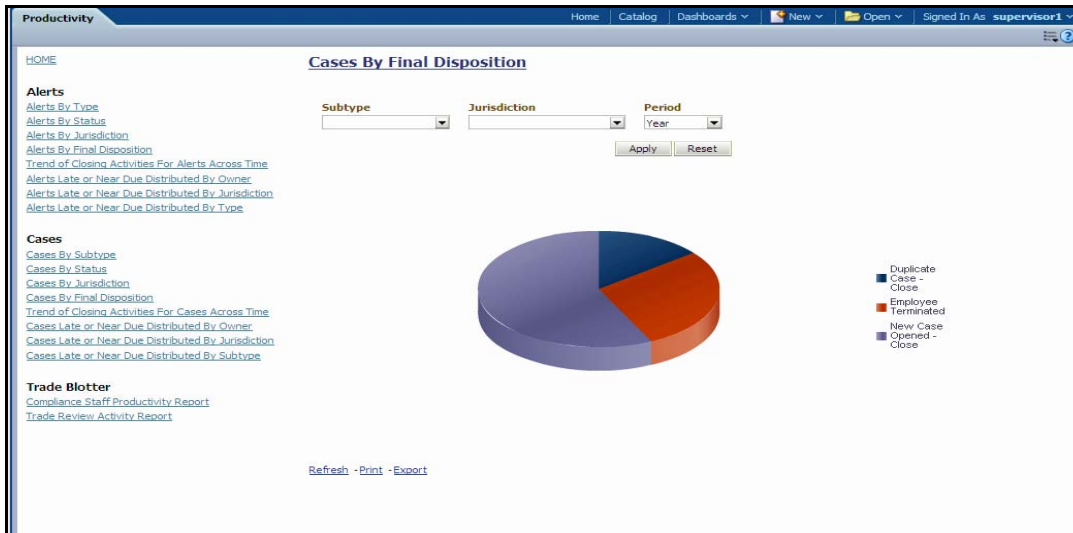 Productivity
Home
Catalog
Dashboards
New
Open
Signed In As supervisor1
HOME
Alerts
Alerts By Type
Alerts By Status
Alerts By Jurisdiction
Alerts By Final Disposition
Trend of Closing Activities For Alerts Across Time
Alerts Late or Near Due Distributed By Owner
Alerts Late or Near Due Distributed By Jurisdiction
Alerts Late or Near Due Distributed By Type
Cases
Cases By Subtype
Cases By Status
Cases By Jurisdiction
Cases By Final Disposition
Trend of Closing Activities For Cases Across Time
Cases Late or Near Due Distributed By Owner
Cases Late or Near Due Distributed By Jurisdiction
Cases Late or Near Due Distributed By Subtype
Trade Blotter
Compliance Staff Productivity Report
Trade Review Activity Report
Cases By Final Disposition
Subtype
Jurisdiction
Period
Year
Apply
Reset
Duplicate
Case -
Close
Employee
Terminated
New Case
Opened -
Close
Refresh - Print - Export